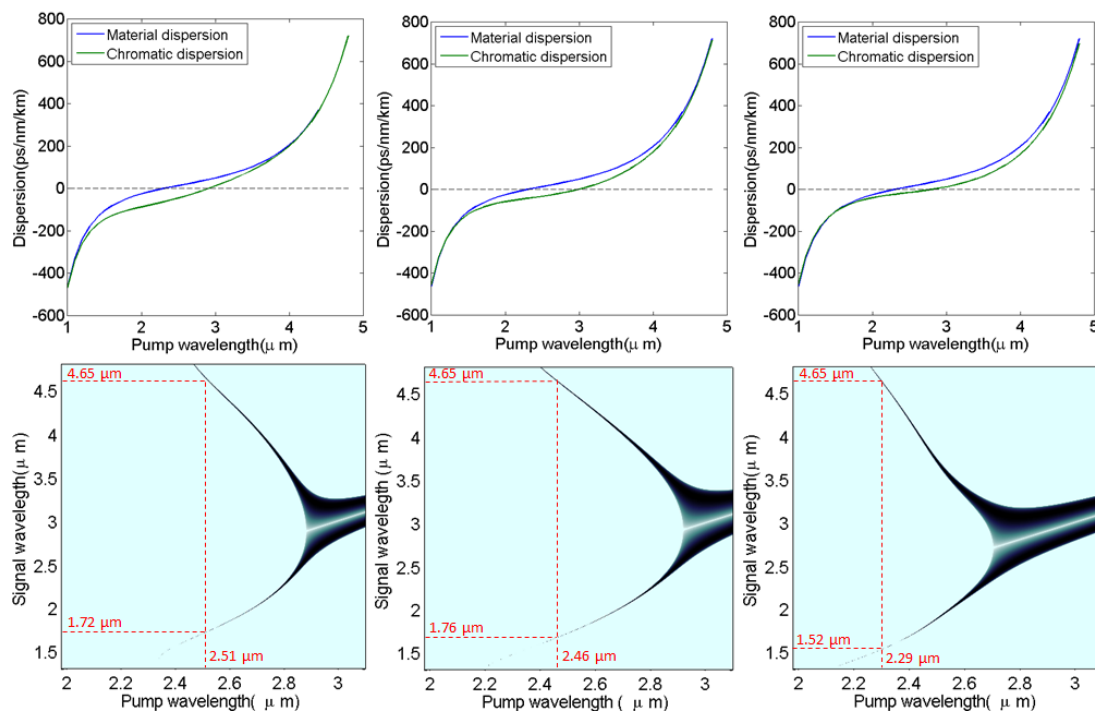 800
600
400
200
0
-200
-400
-600
Dispersion(ps/nm/km)
Material dispersion
Chromatic dispersion
1 2 3 4 5
Pump wavelength(μ m)
800
600
400
200
0
-200
-400
-600
Dispersion(ps/nm/km)
Material dispersion
Chromatic dispersion
1 2 3 4 5
Pump wavelength(μ m)
800
600
400
200
0
-200
-400
-600
Dispersion(ps/nm/km)
Material dispersion
Chromatic dispersion
1 2 3 4 5
Pump wavelength(μ m)
4.5
4
3.5
3
2.5
2
1.5
Signal wavelegth(μ m)
4.65 μm
1.72 μm
2.51 μm
2 2.2 2.4 2.6 2.8 3
Pump wavelength( μ m)
4.5
4
3.5
3
2.5
2
1.5
Signal wavelegth (μ m)
4.65 μm
1.76 μm
2.46 μm
2 2.2 2.4 2.6 2.8 3
Pump wavelength ( μ m)
4.5
4
3.5
3
2.5
2
1.5
Signal wavelegth(μ m)
4.65 μm
1.52 μm
2.29 μm
2 2.2 2.4 2.6 2.8 3
Pump wavelength( μ m)